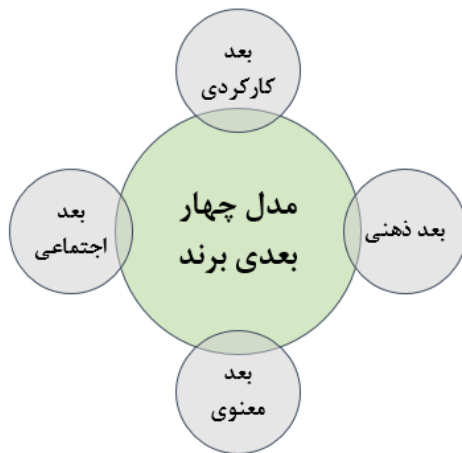 بعد
کارکردی
مدل چهار
بعدی برند
بعد ذهنی
بعد
اجتماعی
بعد
معنوی